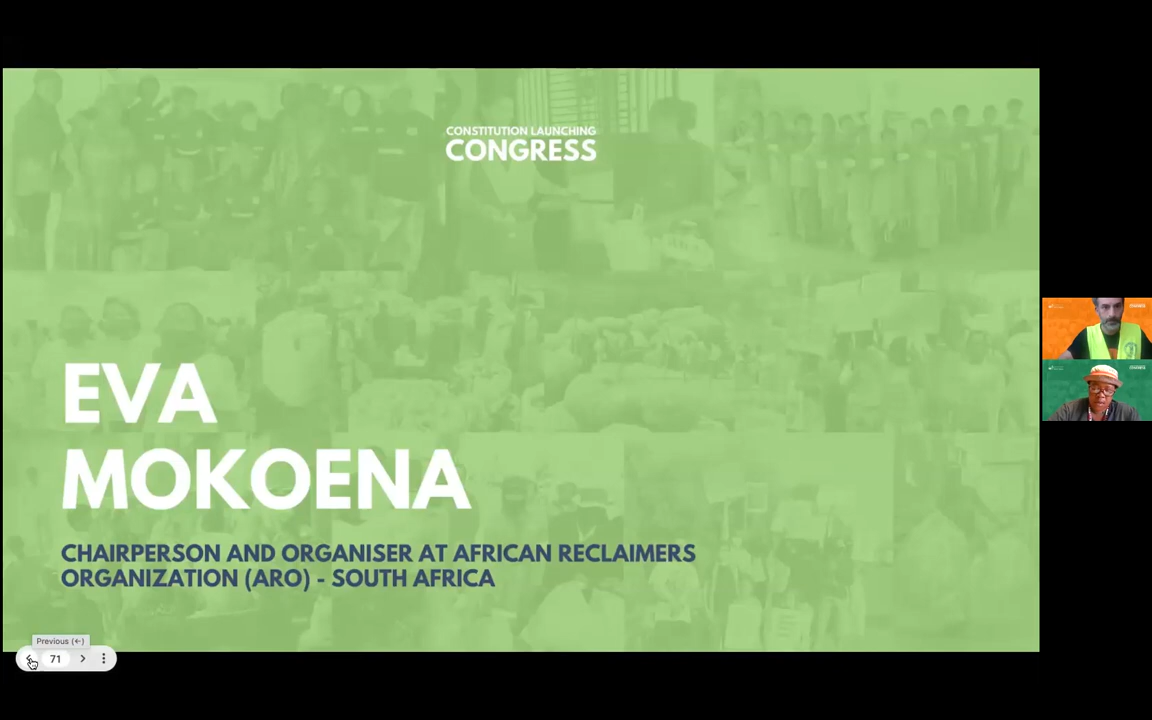 CONSTITUTION LAUNCHING
CONGRESS
EVA
MOKOENA
CHAIRPERSON AND ORGANISER AT AFRICAN RECLAIMERS
ORGANIZATION (ARO) - SOUTH AFRICA
Previous (←)
71